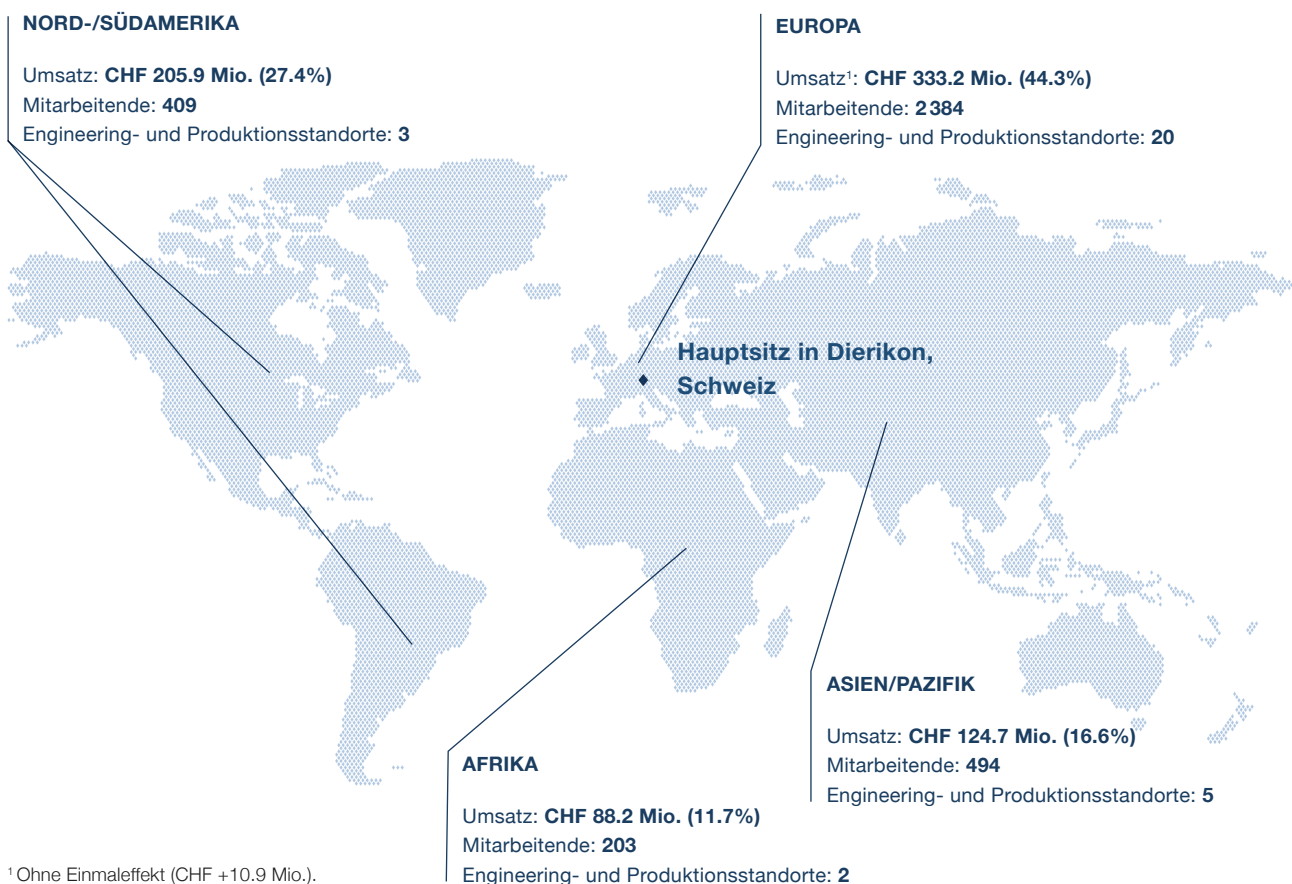 NORD-/SÜDAMERIKA
Umsatz: CHF 205.9 Mio. (27.4%)
Mitarbeitende: 409
Engineering- und Produktionsstandorte: 3
EUROPA
Umsatz¹: CHF 333.2 Mio. (44.3%)
Mitarbeitende: 2 384
Engineering- und Produktionsstandorte: 20
Hauptsitz in Dierikon,
Schweiz
ASIEN/PAZIFIK
Umsatz: CHF 124.7 Mio. (16.6%)
Mitarbeitende: 494
Engineering- und Produktionsstandorte: 5
AFRIKA
Umsatz: CHF 88.2 Mio. (11.7%)
Mitarbeitende: 203
Engineering- und Produktionsstandorte: 2
¹ Ohne Einmaleffekt (CHF +10.9 Mio.).